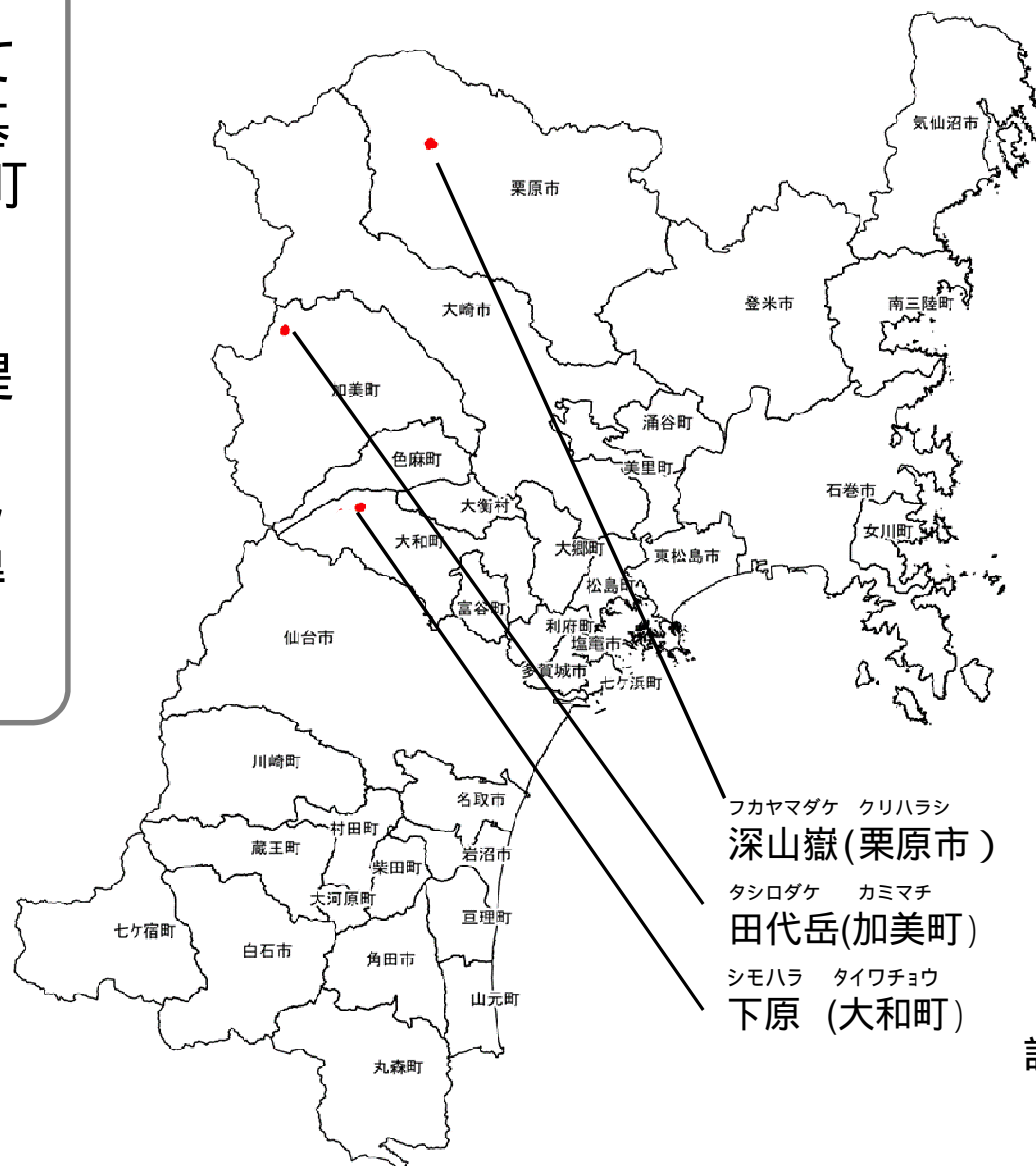 町
気仙沼市
栗原市
大崎市
登米市
南三陸町
加美町
涌谷町
色麻町
美里町
石巻市
大衡村
女川町
大和町
大郷町
東松島市
松島町
富谷町
利府町
仙台市
塩竈市
多賀城市
七ケ浜町
川崎町
名取市
村田町
蔵王町
岩沼市
柴田町
大河原町
亘理町
七ケ宿町
白石市
角田市
山元町
丸森町
フカヤマダケ クリハラシ
深山嶽(栗原市)
タシロダケ カミマチ
田代岳(加美町)
シモハラ タイワチョウ
下原 (大和町)